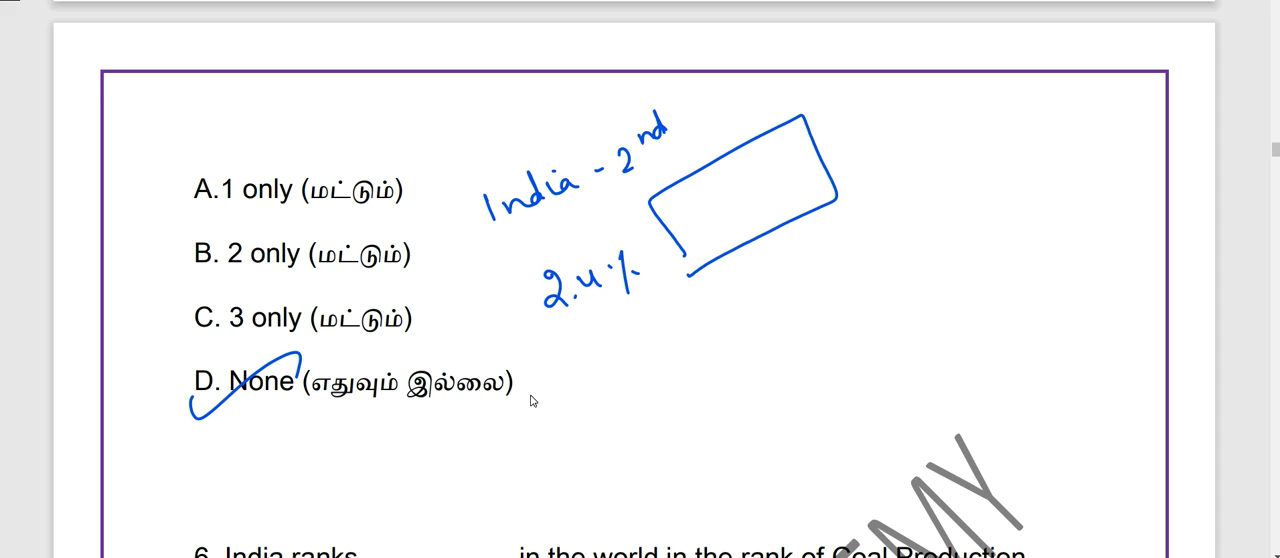 India - 2nd
A.1 only (மட்டும்)
B. 2 only (மட்டும்)
2.4%
C. 3 only (மட்டும்)
D. None (எதுவும் இல்லை)
EMY
6. India ranks in the world in the rank of Coal Production